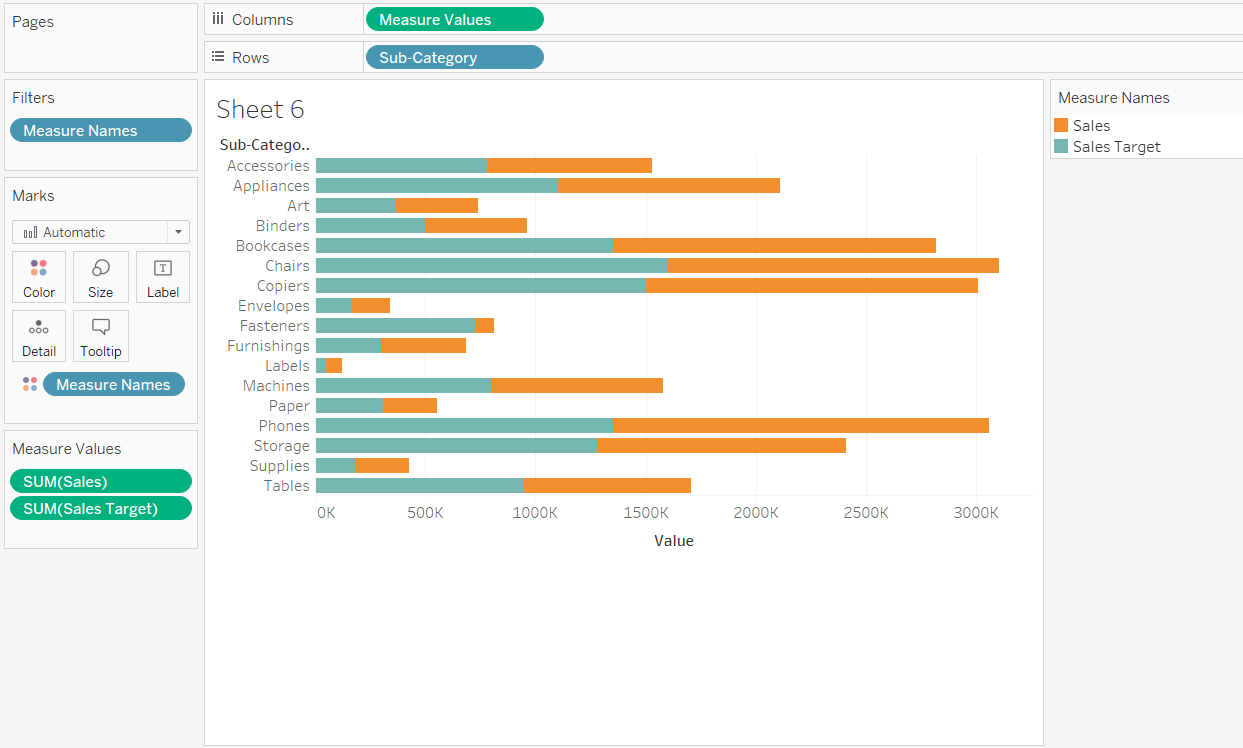 Pages
Columns
Measure Values
Rows
Sub-Category
Filters
Measure Names
Marks
Automatic
Color
Size
Label
Detail
Tooltip
Measure Names
Measure Values
SUM(Sales)
SUM(Sales Target)
Sheet 6
Sub-Catego..
Accessories
Appliances
Art
Binders
Bookcases
Chairs
Copiers
Envelopes
Fasteners
Furnishings
Labels
Machines
Paper
Phones
Storage
Supplies
Tables
0K 500K 1000K 1500K 2000K 2500K 3000K
Value
Measure Names
Sales
Sales Target